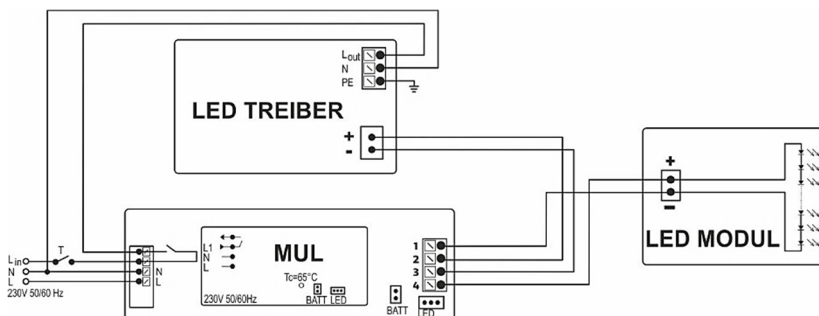 Lout
N
PE
LED TREIBER
+
-
+
-
LED MODUL
Lin
T
N
L
230V 50/60 Hz
N
L
L1
N
L
MUL
Tc=65°C
BATT LED
230V 50/60Hz
1
2
3
4
BATT
LED